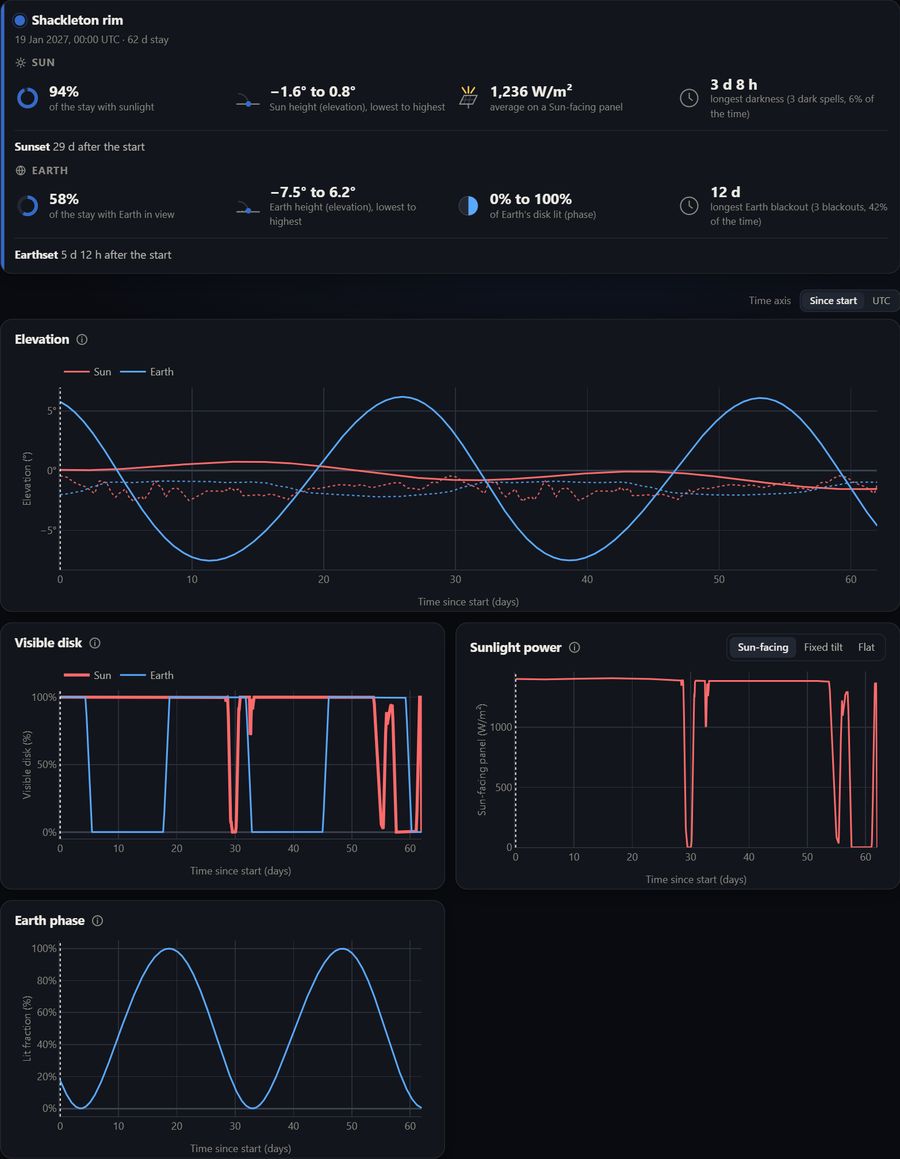 Shackleton rim
19 Jan 2027, 00:00 UTC · 62 d stay
SUN
94%
of the stay with sunlight
−1.6° to 0.8°
Sun height (elevation), lowest to highest
1,236 W/m²
average on a Sun-facing panel
3 d 8 h
longest darkness (3 dark spells, 6% of
the time)
Sunset 29 d after the start
EARTH
58%
of the stay with Earth in view
−7.5° to 6.2°
Earth height (elevation), lowest to
highest
0% to 100%
of Earth's disk lit (phase)
12 d
longest Earth blackout (3 blackouts, 42%
of the time)
Earthset 5 d 12 h after the start
Time axis Since start UTC
Elevation
Sun Earth
5°
0°
−5°
Elevation (°)
0 10 20 30 40 50 60
Time since start (days)
Visible disk
Sun Earth
100%
50%
0%
Visible disk (%)
0 10 20 30 40 50 60
Time since start (days)
Sunlight power
Sun-facing Fixed tilt Flat
1000
500
0
Sun-facing panel (W/m²)
0 10 20 30 40 50 60
Time since start (days)
Earth phase
100%
80%
60%
40%
20%
0%
Lit fraction (%)
0 10 20 30 40 50 60
Time since start (days)